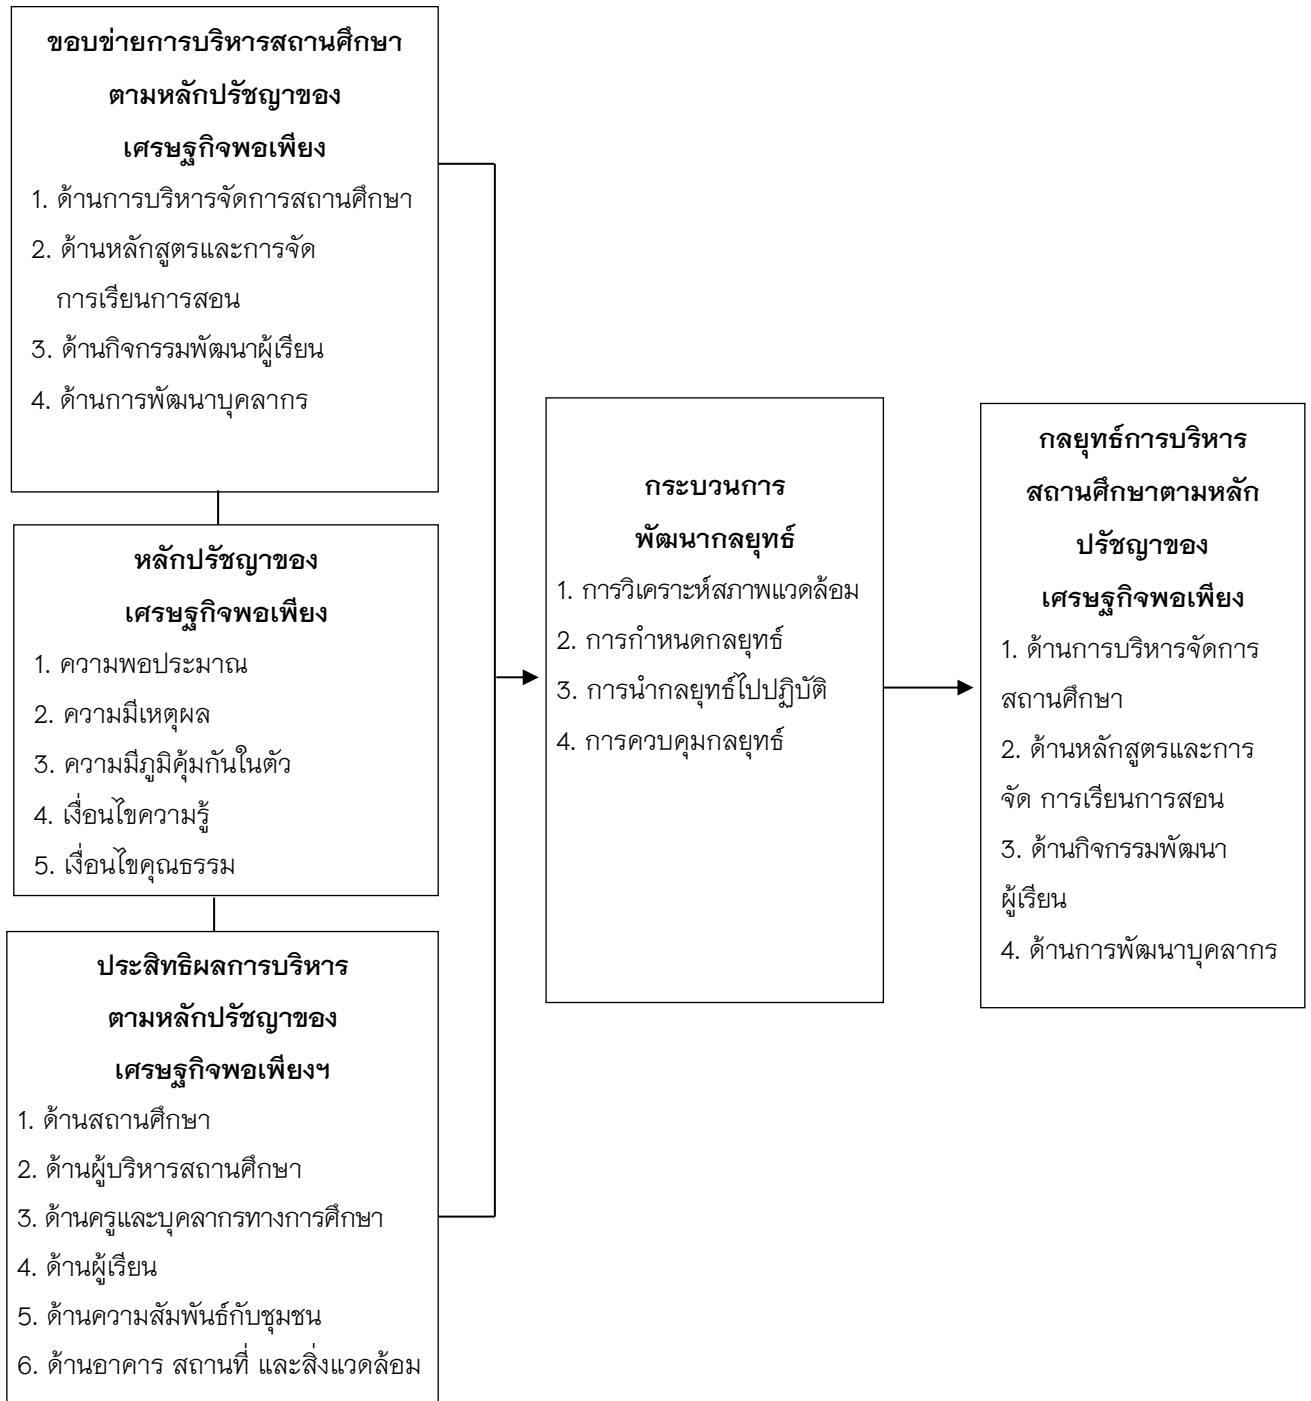 ขอบข่ายการบริหารสถานศึกษา
ตามหลักปรัชญาของ
เศรษฐกิจพอเพียง
1. ด้านการบริหารจัดการสถานศึกษา
2. ด้านหลักสูตรและการจัด
การเรียนการสอน
3. ด้านกิจกรรมพัฒนาผู้เรียน
4. ด้านการพัฒนาบุคลากร
หลักปรัชญาของ
เศรษฐกิจพอเพียง
1. ความพอประมาณ
2. ความมีเหตุผล
3. ความมีภูมิคุ้มกันในตัว
4. เงื่อนไขความรู้
5. เงื่อนไขคุณธรรม
ประสิทธิผลการบริหาร
ตามหลักปรัชญาของ
เศรษฐกิจพอเพียงฯ
1. ด้านสถานศึกษา
2. ด้านผู้บริหารสถานศึกษา
3. ด้านครูและบุคลากรทางการศึกษา
4. ด้านผู้เรียน
5. ด้านความสัมพันธ์กับชุมชน
6. ด้านอาคาร สถานที่ และสิ่งแวดล้อม
กระบวนการ
พัฒนากลยุทธ์
1. การวิเคราะห์สภาพแวดล้อม
2. การกำหนดกลยุทธ์
3. การนำกลยุทธ์ไปปฏิบัติ
4. การควบคุมกลยุทธ์
กลยุทธ์การบริหาร
สถานศึกษาตามหลัก
ปรัชญาของ
เศรษฐกิจพอเพียง
1. ด้านการบริหารจัดการ
สถานศึกษา
2. ด้านหลักสูตรและการ
จัด การเรียนการสอน
3. ด้านกิจกรรมพัฒนา
ผู้เรียน
4. ด้านการพัฒนาบุคลากร